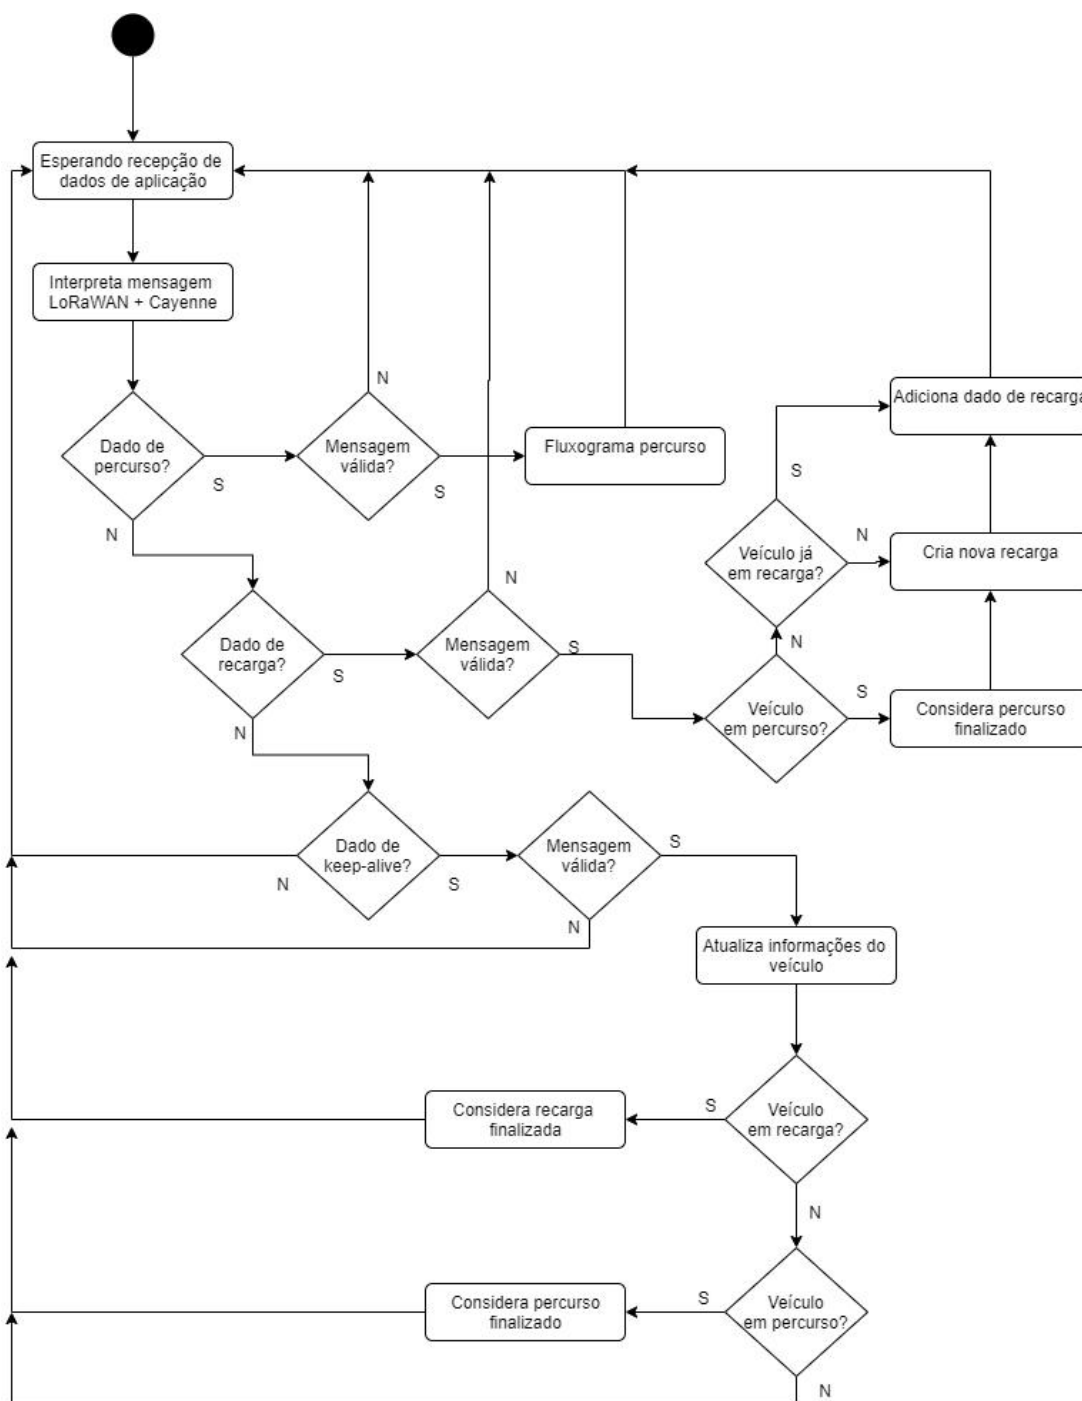 Esperando recepção de
dados de aplicação
Interpreta mensagem
LoRaWAN + Cayenne
Dado de
percurso?
S
N
Mensagem
válida?
N
S
Fluxograma percurso
Dado de
recarga?
S
N
Mensagem
válida?
N
S
Veículo
em percurso?
N
S
Considera percurso
finalizado
Veículo já
em recarga?
S
N
Cria nova recarga
Adiciona dado de recarga
Dado de
keep-alive?
N
S
Mensagem
válida?
S
N
Atualiza informações do
veículo
Veículo
em recarga?
S
N
Considera recarga
finalizada
Veículo
em percurso?
S
N
Considera percurso
finalizado